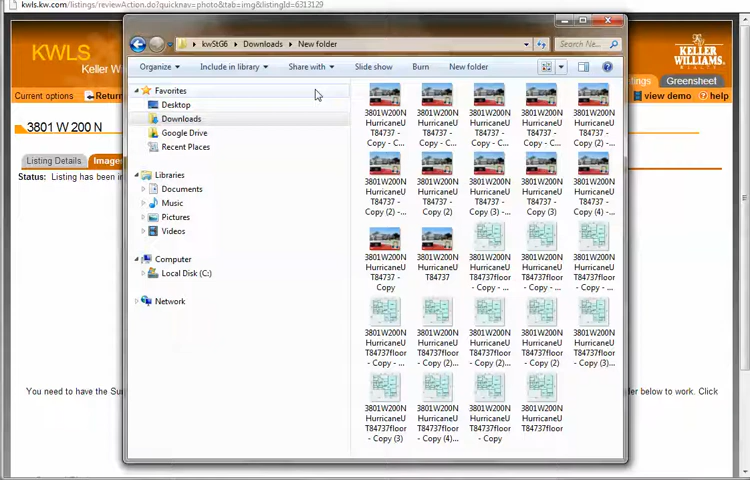 kwls.kw.com/listings/reviewAction.do?quicknav=photo&tab=img&listingId=6313129
KWLS
Keller Wil
KELLER
WILLIAMS.
Greensheet
Current options
Return
view demo
help
3801 W 200 N
Listing Details
Status: Listing has been in
You need to have the Su
below to work. Click
kwStG6
Downloads
New folder
Search Ne...
Organize
Include in library
Share with
Slide show
Burn
New folder
Favorites
Desktop
Downloads
Google Drive
Recent Places
Libraries
Documents
Music
Pictures
Videos
Computer
Local Disk (C:)
Network
3801W200N HurricaneU T84737 - Copy - C...
3801W200N HurricaneU T84737 - Copy - C...
3801W200N HurricaneU T84737 - Copy - C...
3801W200N HurricaneU T84737 - Copy - C...
3801W200N HurricaneU T84737 - Copy (2) ...
3801W200N HurricaneU T84737 - Copy (2) -...
3801W200N HurricaneU T84737 - Copy (2)
3801W200N HurricaneU T84737 - Copy (3) -...
3801W200N HurricaneU T84737 - Copy (3)
3801W200N HurricaneU T84737 - Copy (4) -...
3801W200N HurricaneU T84737 - Copy
3801W200N HurricaneU T84737
3801W200N HurricaneU T84737floor - Copy - ...
3801W200N HurricaneU T84737floor - Copy - ...
3801W200N HurricaneU T84737floor - Copy - ...
3801W200N HurricaneU T84737floor - Copy - ...
3801W200N HurricaneU T84737floor - Copy (2)...
3801W200N HurricaneU T84737floor - Copy (2)...
3801W200N HurricaneU T84737floor - Copy (2)
3801W200N HurricaneU T84737floor - Copy (3)...
3801W200N HurricaneU T84737floor - Copy (3)
3801W200N HurricaneU T84737floor - Copy (4)...
3801W200N HurricaneU T84737floor - Copy
3801W200N HurricaneU T84737floor